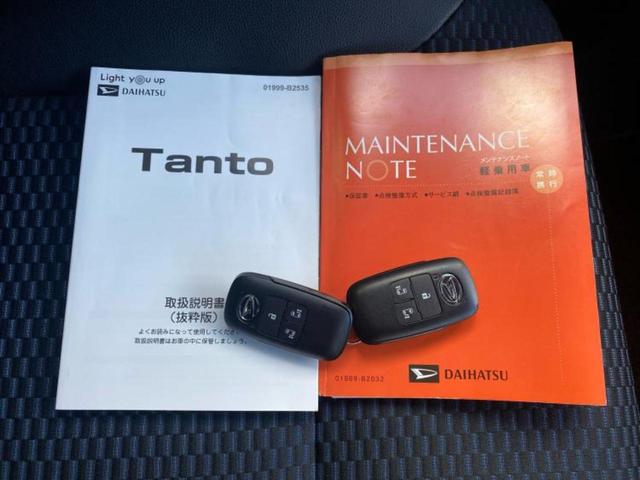 Light you up
DAIHATSU
01999-B2535
Tanto
取扱説明書
（抜粋版）
よくお読みになって使用してください
取扱説明書はお車の中に保管しましょう。
MAINTENANCE
NOTE
メンテナンスノート
軽乗用車
常時
携行
●保証書 ●点検整備方式 ●サービス網 ●点検整備記録簿
01989-B2032
DAIHATSU